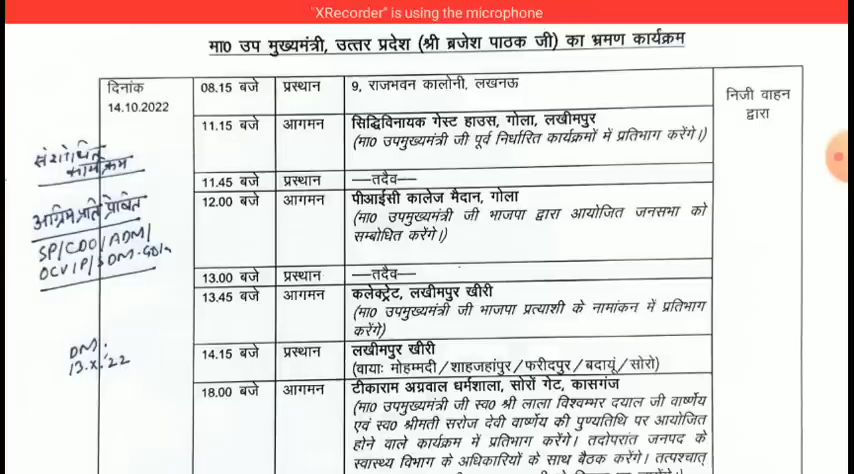 "XRecorder" is using the microphone
मा0 उप मुख्यमंत्री, उत्तर प्रदेश (श्री ब्रजेश पाठक जी) का भ्रमण कार्यक्रम
दिनांक
14.10.2022
08.15 बजे प्रस्थान 9, राजभवन कालोनी, लखनऊ
निजी वाहन
द्वारा
11.15 बजे आगमन सिद्धिविनायक गेस्ट हाउस, गोला, लखीमपुर
(मा0 उपमुख्यमंत्री जी पूर्व निर्धारित कार्यक्रमों में प्रतिभाग करेंगे।)
11.45 बजे प्रस्थान —तदैव—
12.00 बजे आगमन पीआईसी कालेज मैदान, गोला
(मा0 उपमुख्यमंत्री जी भाजपा द्वारा आयोजित जनसभा को
सम्बोधित करेंगे।)
13.00 बजे प्रस्थान —तदैव—
13.45 बजे आगमन कलेक्ट्रेट, लखीमपुर खीरी
(मा0 उपमुख्यमंत्री जी भाजपा प्रत्याशी के नामांकन में प्रतिभाग
करेंगे)
14.15 बजे प्रस्थान लखीमपुर खीरी
(वायाः मोहम्मदी/शाहजहांपुर/फरीदपुर/बदायूं/सोरो)
18.00 बजे आगमन टीकाराम अग्रवाल धर्मशाला, सोरों गेट, कासगंज
(मा0 उपमुख्यमंत्री जी स्व0 श्री लाला विश्वम्भर दयाल जी वार्ष्णेय
एवं स्व0 श्रीमती सरोज देवी वार्ष्णेय की पुण्यतिथि पर आयोजित
होने वाले कार्यक्रम में प्रतिभाग करेंगे। तदोपरांत जनपद के
स्वास्थ्य विभाग के अधिकारियों के साथ बैठक करेंगे। तत्पश्चात्
संशोधित
कार्यक्रम
अग्रिम प्रति प्रेषित
SP/CDO/ADM/
OCVIP/SDM-
DM.
13.X.'22